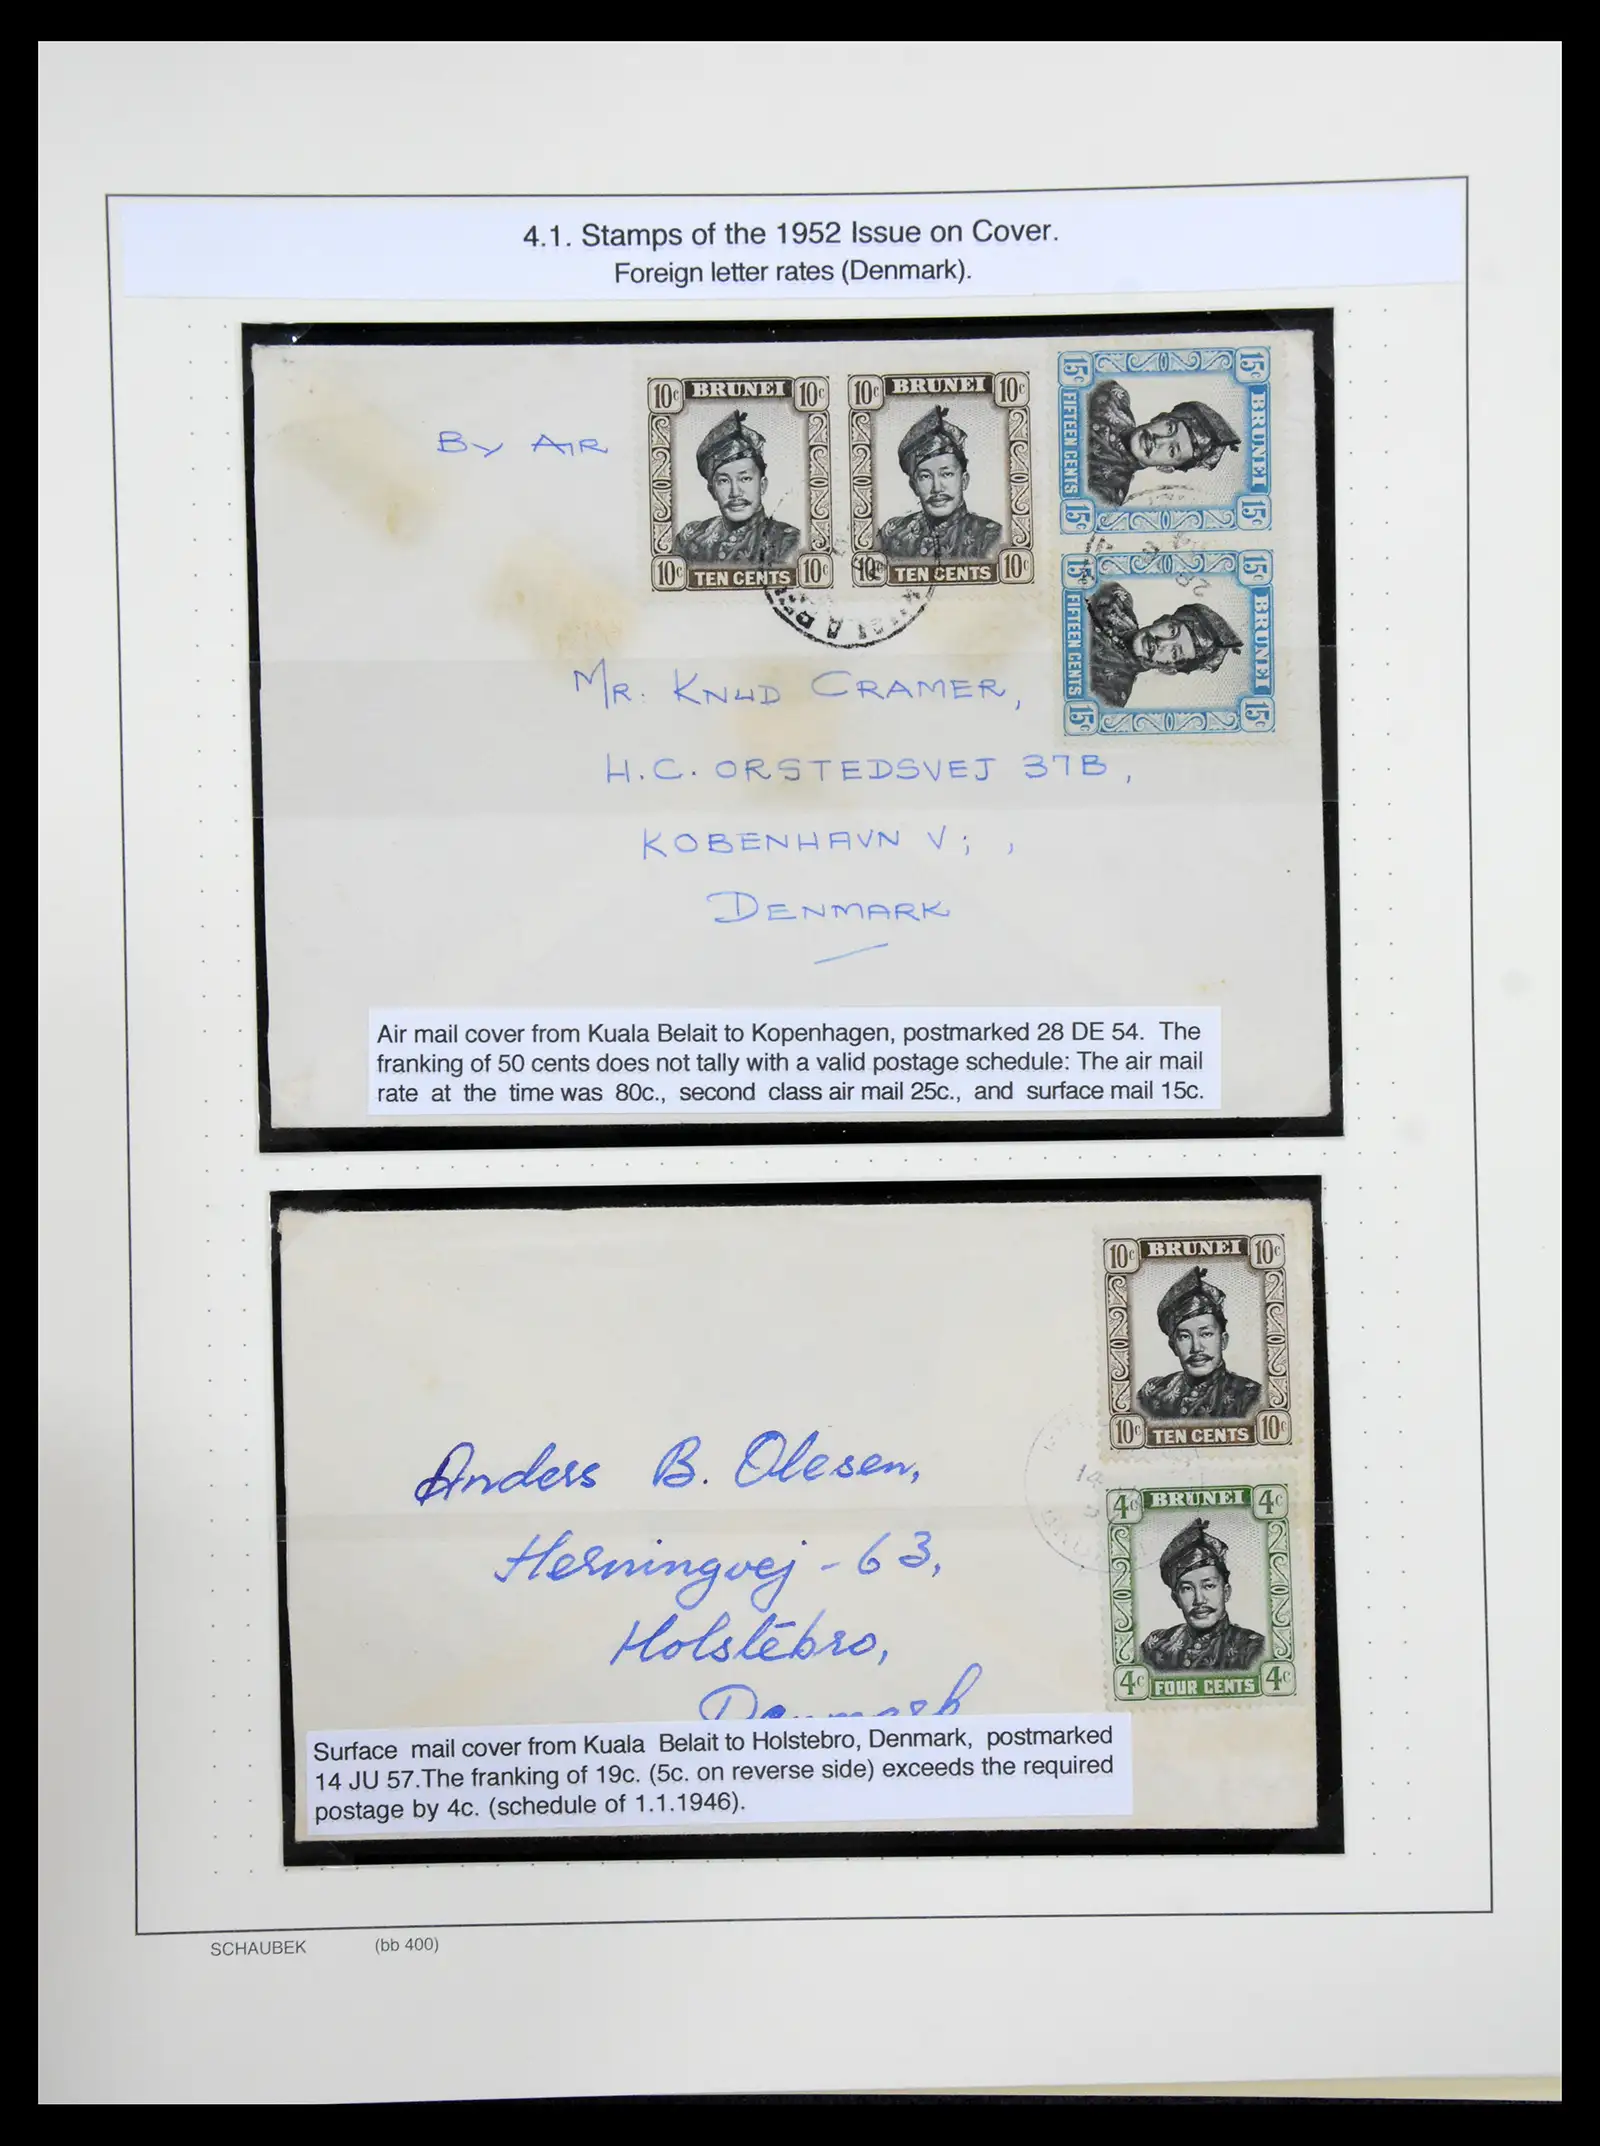 4.1. Stamps of the 1952 Issue on Cover.
Foreign letter rates (Denmark).
By AIR
10c BRUNEI 10c
10c TEN CENTS 10c
10c BRUNEI 10c
10c TEN CENTS 10c
15c BRUNEI 15c
15c FIFTEEN CENTS 15c
15c BRUNEI 15c
15c FIFTEEN CENTS 15c
MR. KNUD CRAMER,
H.C. ORSTEDSVEJ 37B,
KOBENHAVN V; ,
DENMARK
Air mail cover from Kuala Belait to Kopenhagen, postmarked 28 DE 54. The
franking of 50 cents does not tally with a valid postage schedule: The air mail
rate at the time was 80c., second class air mail 25c., and surface mail 15c.
10c BRUNEI 10c
10c TEN CENTS 10c
14
4c BRUNEI 4c
4c FOUR CENTS 4c
Anders B. Olesen,
Herningvej - 63,
Holstebro,
Denmark
Surface mail cover from Kuala Belait to Holstebro, Denmark, postmarked
14 JU 57.The franking of 19c. (5c. on reverse side) exceeds the required
postage by 4c. (schedule of 1.1.1946).
SCHAUBEK (bb 400)